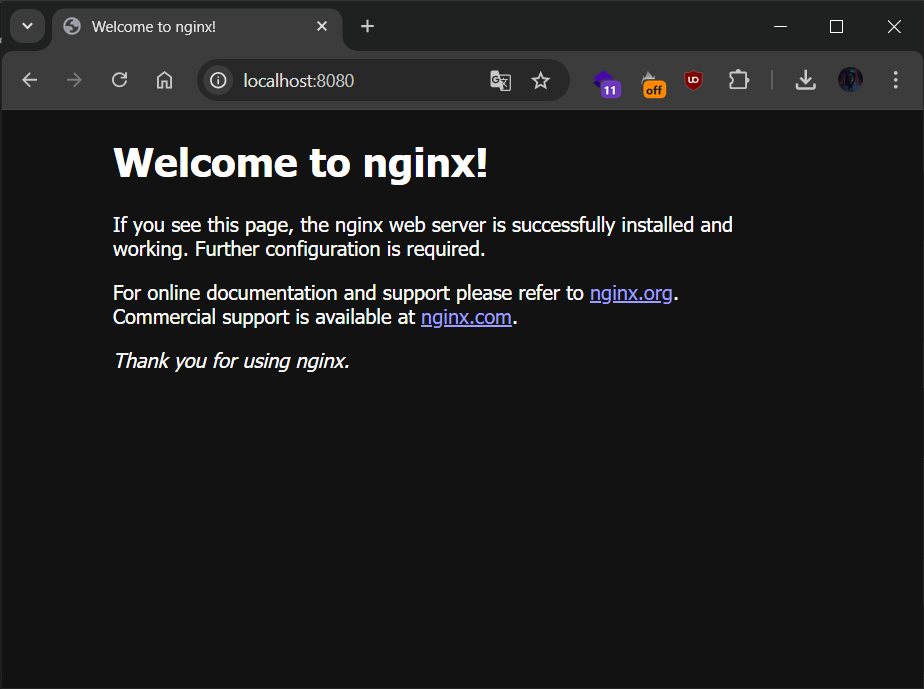 Welcome to nginx!
localhost:8080
11
off
Welcome to nginx!
If you see this page, the nginx web server is successfully installed and
working. Further configuration is required.
For online documentation and support please refer to nginx.org.
Commercial support is available at nginx.com.
Thank you for using nginx.